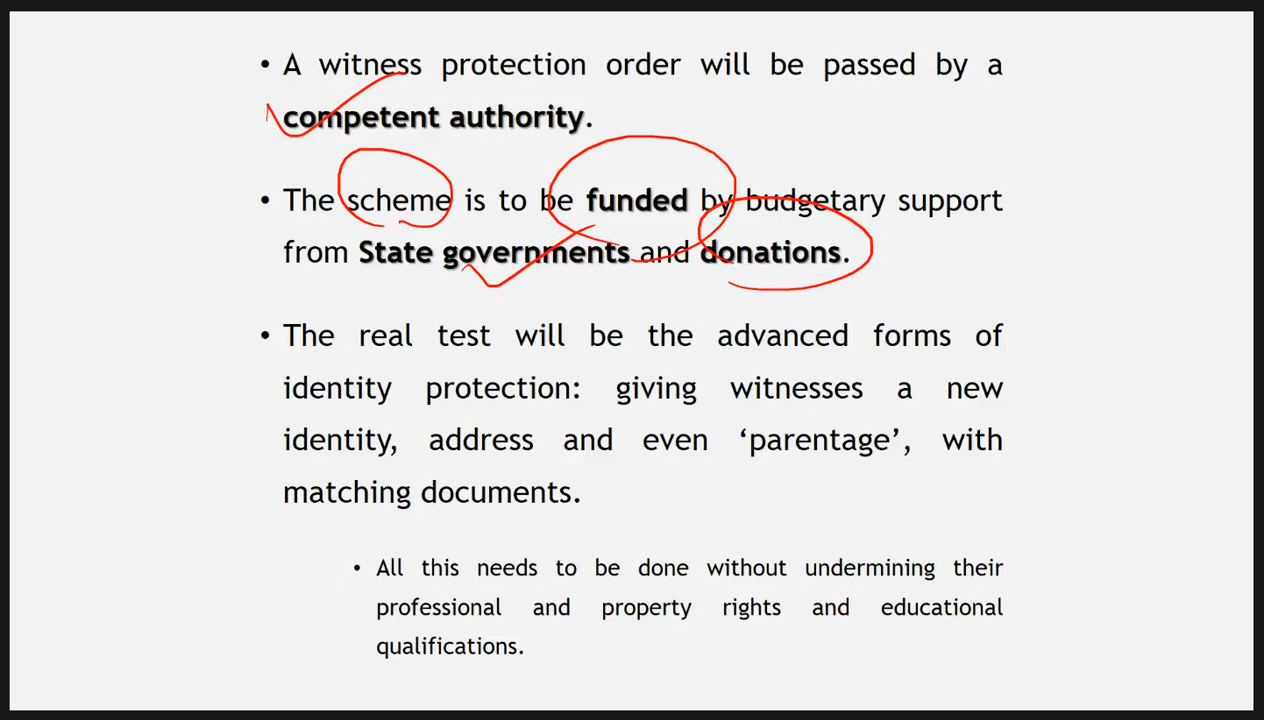 • A witness protection order will be passed by a
competent authority.
• The scheme is to be funded by budgetary support
from State governments and donations.
• The real test will be the advanced forms of
identity protection: giving witnesses a new
identity, address and even ‘parentage’, with
matching documents.
• All this needs to be done without undermining their
professional and property rights and educational
qualifications.